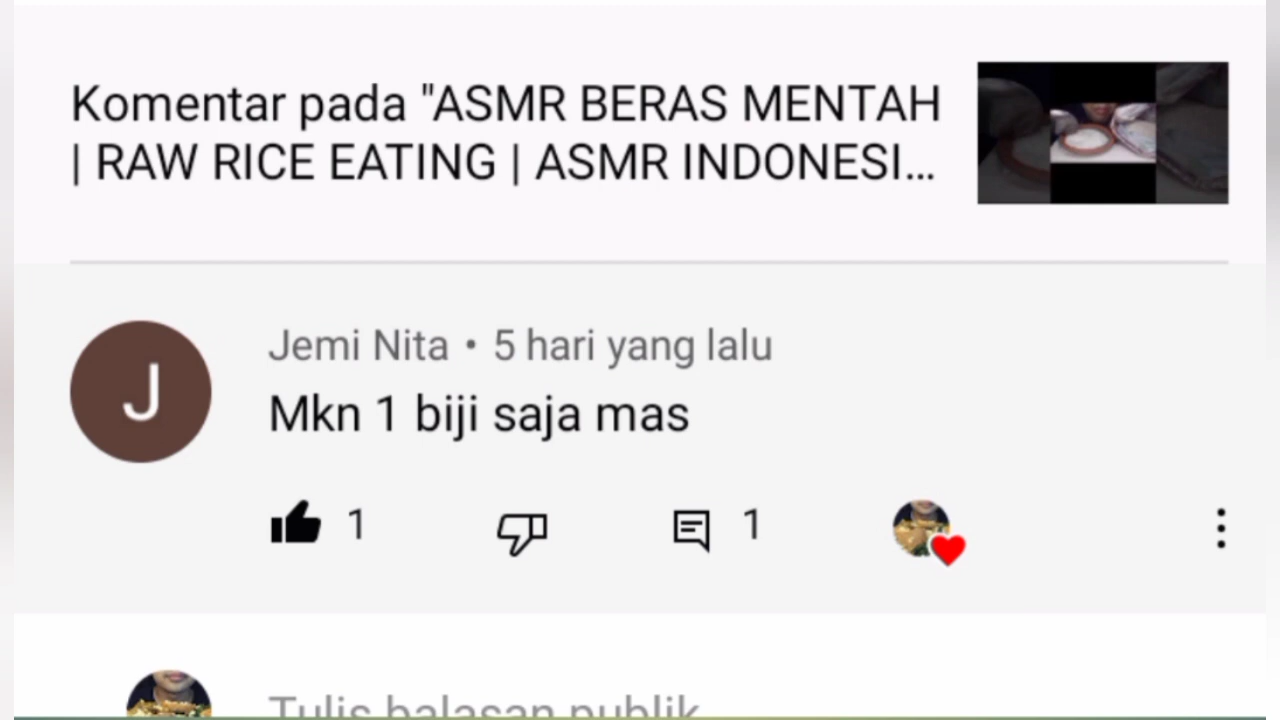 Komentar pada "ASMR BERAS MENTAH
| RAW RICE EATING | ASMR INDONESI...
J
Jemi Nita • 5 hari yang lalu
Mkn 1 biji saja mas
1
1
Tulis balasan publik